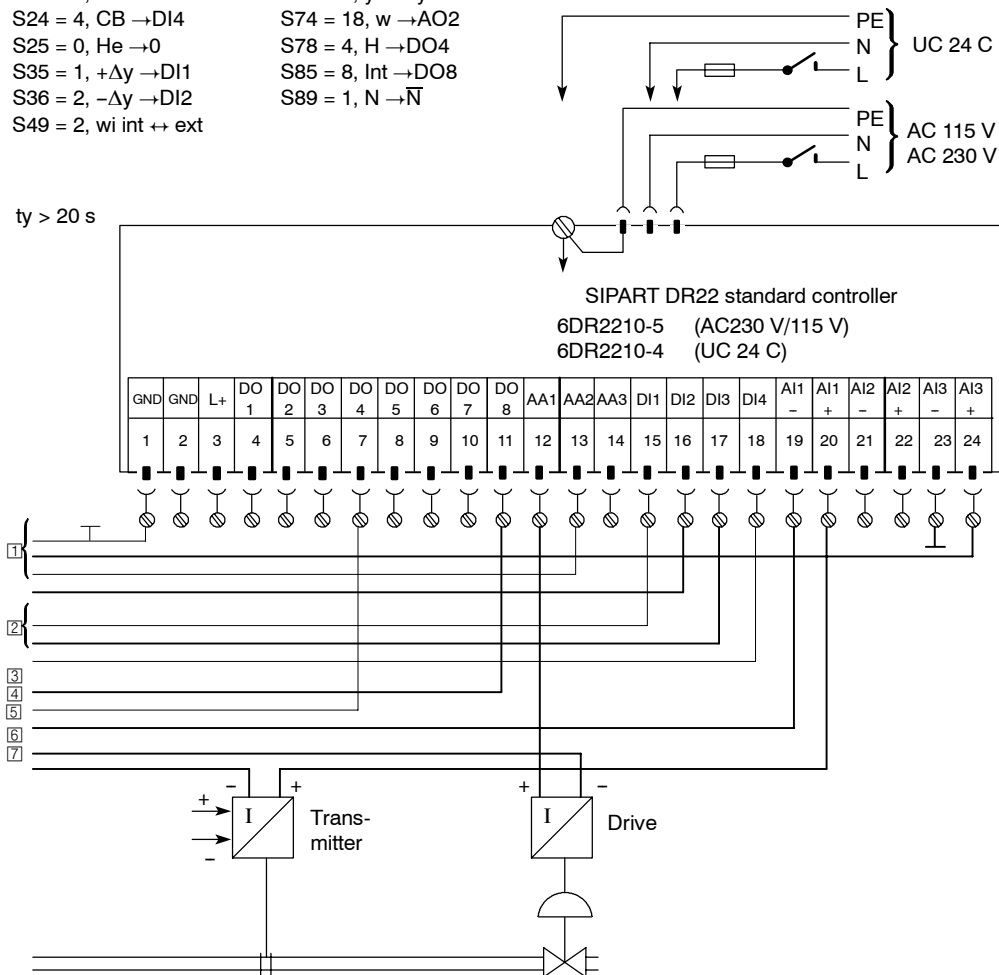 S24 = 4, CB →DI4
S25 = 0, He →0
S35 = 1, +Δy →DI1
S36 = 2, −Δy →DI2
S49 = 2, wi int ↔ ext
S74 = 18, w →AO2
S78 = 4, H →DO4
S85 = 8, Int →DO8
S89 = 1, N →N̅
PE
N
L
UC 24 C
PE
N
L
AC 115 V
AC 230 V
ty > 20 s
SIPART DR22 standard controller
6DR2210-5 (AC230 V/115 V)
6DR2210-4 (UC 24 C)
GND GND L+ DO 1 DO 2 DO 3 DO 4 DO 5 DO 6 DO 7 DO 8 AA1 AA2 AA3 DI1 DI2 DI3 DI4 AI1 − AI1 + AI2 − AI2 + AI3 − AI3 +
1 2 3 4 5 6 7 8 9 10 11 12 13 14 15 16 17 18 19 20 21 22 23 24
1
2
3
4
5
6
7
− +
+ −
+
I
Trans-
mitter
−
I
Drive